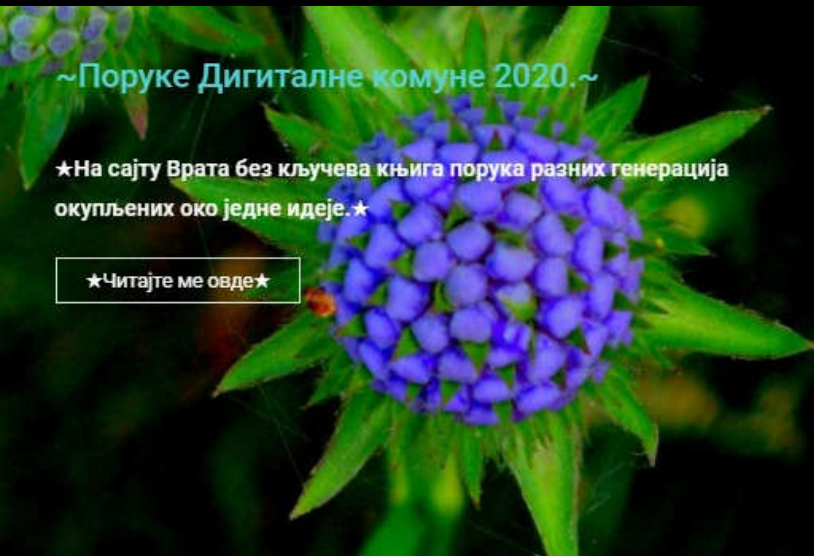 ~Поруке Дигиталне комуне 2020.~
★На сајту Врата без кључева књига порука разних генерација
окупљених око једне идеје.★
★Читајте ме овде★